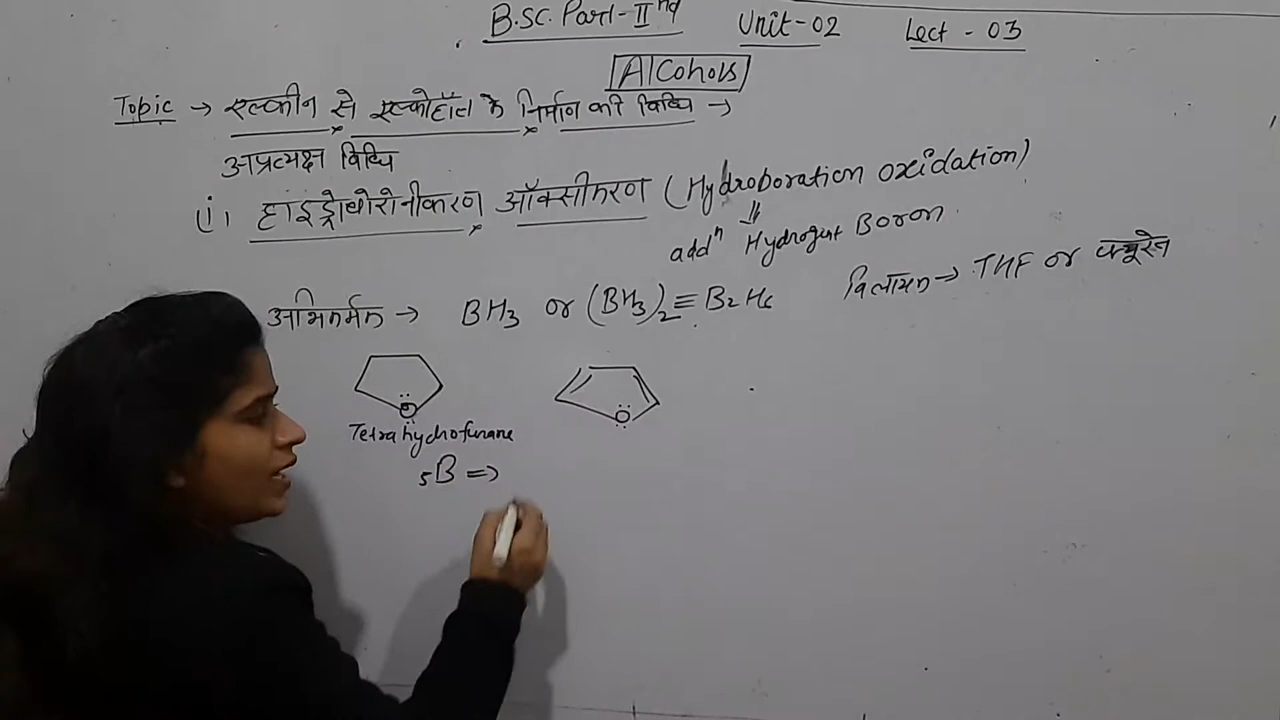 B.Sc. Part-IInd Unit-02 Lect-03
Alcohols
Topic → एल्कीन से एल्कोहॉल के निर्माण की विधि →
अप्रत्यक्ष विधि
(i) हाइड्रोबोरोनीकरण ऑक्सीकरण (Hydroboration oxidation)
addn Hydrogen Boron
अभिकर्मक → BH3 or (BH3)2 ≡ B2H6 विलायक → THF or फ्यूरेन
O O
Tetrahydrofurane
5B ⇒